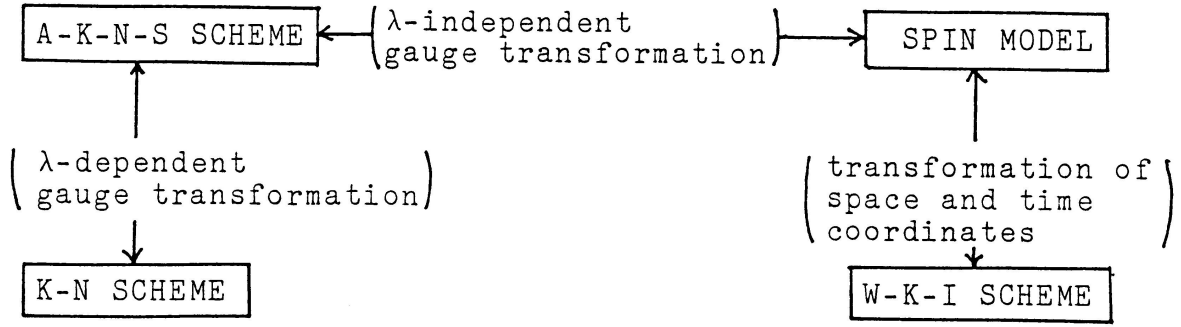 A-K-N-S SCHEME
λ-independent
gauge transformation
SPIN MODEL
λ-dependent
gauge transformation
transformation of
space and time
coordinates
K-N SCHEME
W-K-I SCHEME